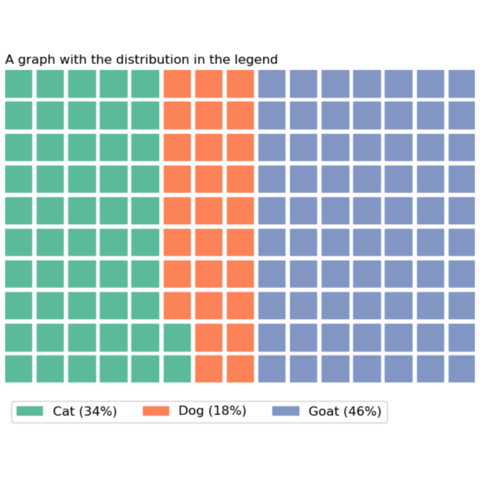 A graph with the distribution in the legend
Cat (34%) Dog (18%) Goat (46%)